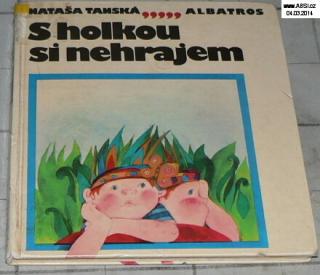 www.ABSi.cz
04.03.2014
NATAŠA TANSKÁ ,,,,, ALBATROS
S holkou
si nehrajem